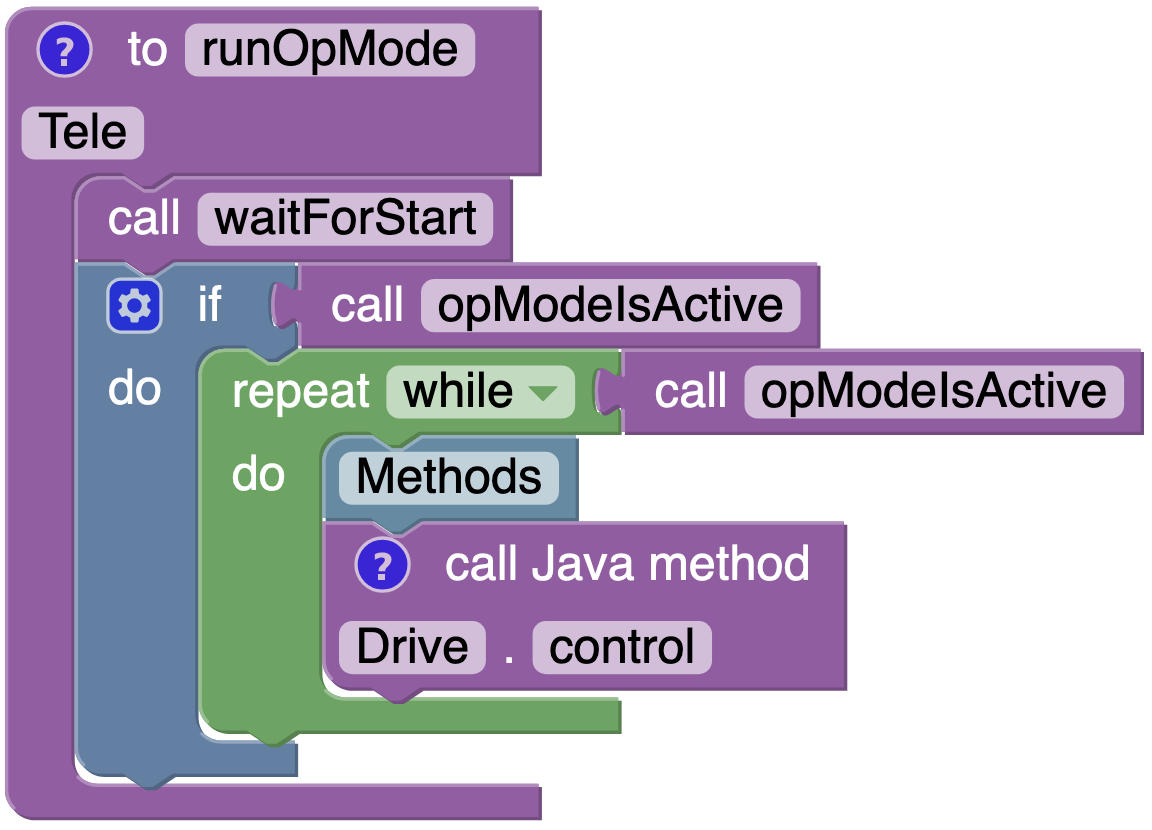 ? to runOpMode
Tele
call waitForStart
if call opModeIsActive
do repeat while call opModeIsActive
do Methods
? call Java method
Drive . control